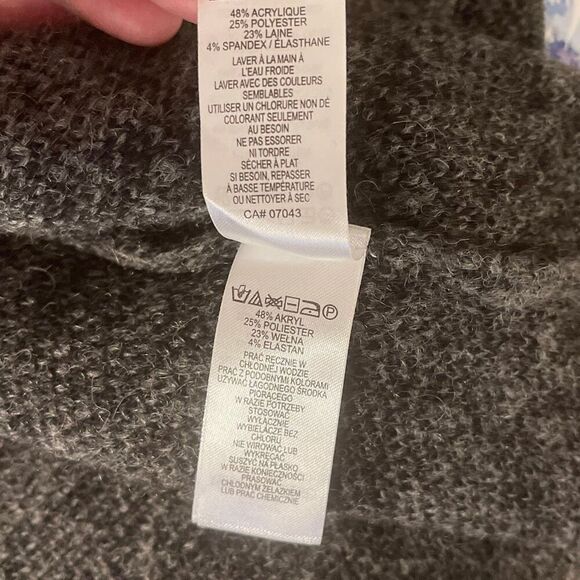 48% ACRYLIQUE
25% POLYESTER
23% LAINE
4% SPANDEX / ÉLASTHANE
LAVER À LA MAIN À
L'EAU FROIDE
LAVER AVEC DES COULEURS
SEMBLABLES
UTILISER UN CHLORURE NON DÉ
COLORANT SEULEMENT
AU BESOIN
NE PAS ESSORER
NI TORDRE
SÉCHER À PLAT
SI BESOIN, REPASSER
À BASSE TEMPÉRATURE
OU NETTOYER À SEC
CA# 07043
P
48% AKRYL
25% POLIESTER
23% WEŁNA
4% ELASTAN
PRAĆ RĘCZNIE W
CHŁODNEJ WODZIE
PRAĆ Z PODOBNYMI KOLORAMI
UŻYWAĆ ŁAGODNEGO ŚRODKA
PIORĄCEGO
W RAZIE POTRZEBY
STOSOWAĆ
WYŁĄCZNIE
WYBIELACZE BEZ
CHLORU
NIE WIROWAĆ LUB
WYKRĘCAĆ
SUSZYĆ NA PŁASKO
W RAZIE KONIECZNOŚCI
PRASOWAĆ
CHŁODNYM ŻELAZKIEM
LUB PRAĆ CHEMICZNIE